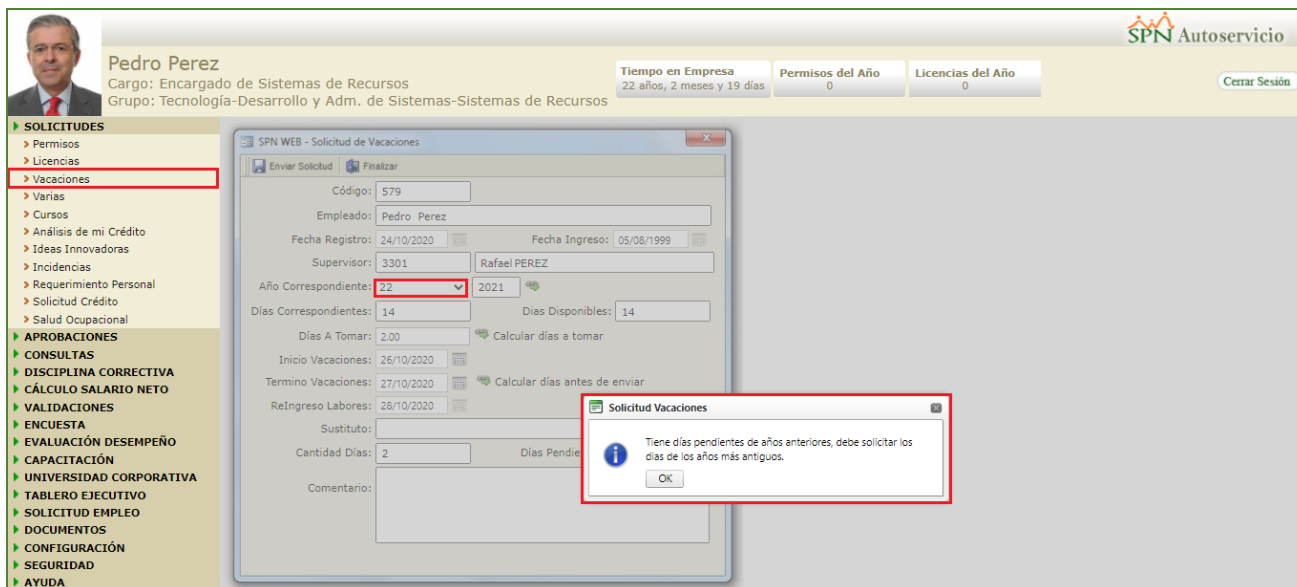 SPN Autoservicio
Pedro Perez
Cargo: Encargado de Sistemas de Recursos
Grupo: Tecnología-Desarrollo y Adm. de Sistemas-Sistemas de Recursos
Tiempo en Empresa
22 años, 2 meses y 19 días
Permisos del Año
0
Licencias del Año
0
Cerrar Sesión
SOLICITUDES
Permisos
Licencias
Vacaciones
Varias
Cursos
Análisis de mi Crédito
Ideas Innovadoras
Incidencias
Requerimiento Personal
Solicitud Crédito
Salud Ocupacional
APROBACIONES
CONSULTAS
DISCIPLINA CORRECTIVA
CÁLCULO SALARIO NETO
VALIDACIONES
ENCUESTA
EVALUACIÓN DESEMPEÑO
CAPACITACIÓN
UNIVERSIDAD CORPORATIVA
TABLERO EJECUTIVO
SOLICITUD EMPLEO
DOCUMENTOS
CONFIGURACIÓN
SEGURIDAD
AYUDA
SPN WEB - Solicitud de Vacaciones
Enviar Solicitud Finalizar
Código: 579
Empleado: Pedro Perez
Fecha Registro: 24/10/2020 Fecha Ingreso: 05/08/1999
Supervisor: 3301 Rafael PEREZ
Año Correspondiente: 22 2021
Días Correspondientes: 14 Dias Disponibles: 14
Días A Tomar: 2.00 Calcular días a tomar
Inicio Vacaciones: 26/10/2020
Termino Vacaciones: 27/10/2020 Calcular días antes de enviar
ReIngreso Labores: 28/10/2020
Sustituto:
Cantidad Días: 2 Días Pendie
Comentario:
Solicitud Vacaciones
Tiene días pendientes de años anteriores, debe solicitar los
días de los años más antiguos.
OK